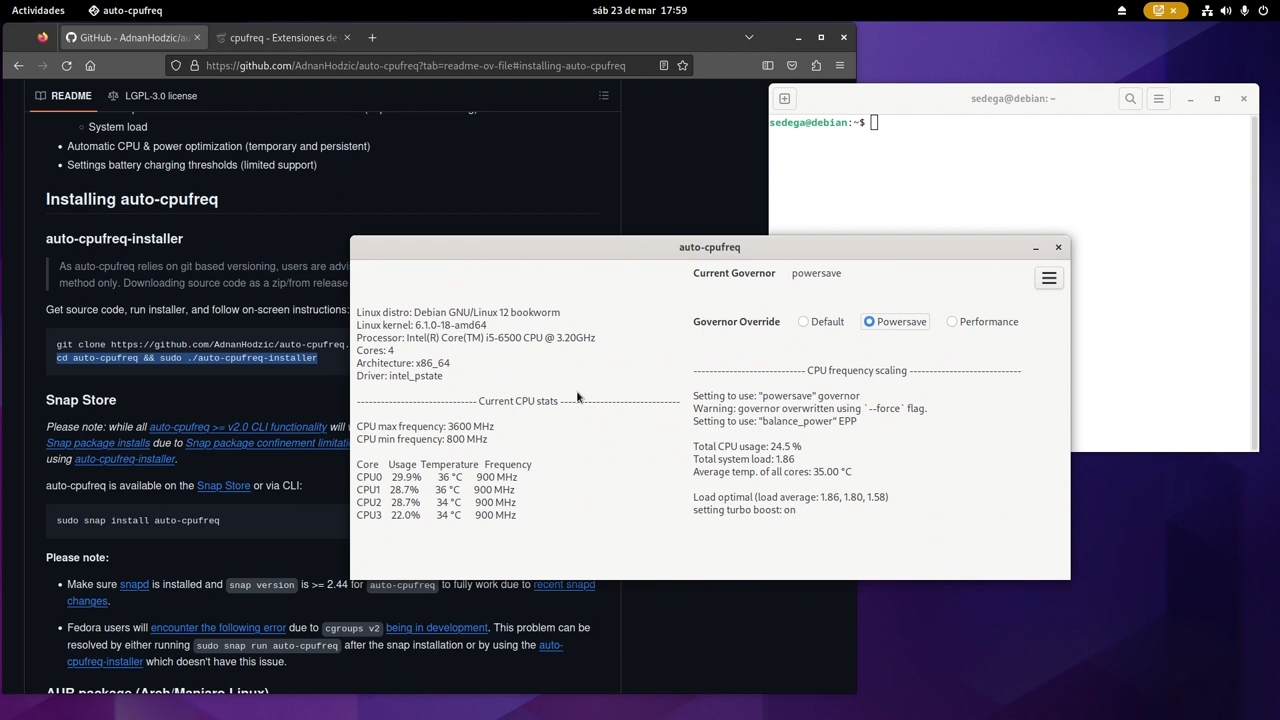 Actividades
auto-cpufreq
sáb 23 de mar 17:59
GitHub - AdnanHodzic/au
cpufreq - Extensiones de
https://github.com/AdnanHodzic/auto-cpufreq?tab=readme-ov-file#installing-auto-cpufreq
README
LGPL-3.0 license
System load
Automatic CPU & power optimization (temporary and persistent)
Settings battery charging thresholds (limited support)
Installing auto-cpufreq
auto-cpufreq-installer
As auto-cpufreq relies on git based versioning, users are advi
method only. Downloading source code as a zip/from release
Get source code, run installer, and follow on-screen instructions:
git clone https://github.com/AdnanHodzic/auto-cpufreq.
cd auto-cpufreq && sudo ./auto-cpufreq-installer
Snap Store
Please note: while all auto-cpufreq >= v2.0 CLI functionality will
Snap package installs due to Snap package confinement limitati
using auto-cpufreq-installer.
auto-cpufreq is available on the Snap Store or via CLI:
sudo snap install auto-cpufreq
Please note:
Make sure snapd is installed and snap version is >= 2.44 for auto-cpufreq to fully work due to recent snapd
changes.
Fedora users will encounter the following error due to cgroups v2 being in development. This problem can be
resolved by either running sudo snap run auto-cpufreq after the snap installation or by using the auto-
cpufreq-installer which doesn't have this issue.
AUR package (Arch/Manjaro Linux)
sedega@debian: ~
sedega@debian:~$
auto-cpufreq
Linux distro: Debian GNU/Linux 12 bookworm
Linux kernel: 6.1.0-18-amd64
Processor: Intel(R) Core(TM) i5-6500 CPU @ 3.20GHz
Cores: 4
Architecture: x86_64
Driver: intel_pstate
------------------------------ Current CPU stats ------------------------------
CPU max frequency: 3600 MHz
CPU min frequency: 800 MHz
Core Usage Temperature Frequency
CPU0 29.9% 36 °C 900 MHz
CPU1 28.7% 36 °C 900 MHz
CPU2 28.7% 34 °C 900 MHz
CPU3 22.0% 34 °C 900 MHz
Current Governor powersave
Governor Override Default Powersave Performance
---------------------------- CPU frequency scaling ----------------------------
Setting to use: "powersave" governor
Warning: governor overwritten using `--force` flag.
Setting to use: "balance_power" EPP
Total CPU usage: 24.5 %
Total system load: 1.86
Average temp. of all cores: 35.00 °C
Load optimal (load average: 1.86, 1.80, 1.58)
setting turbo boost: on